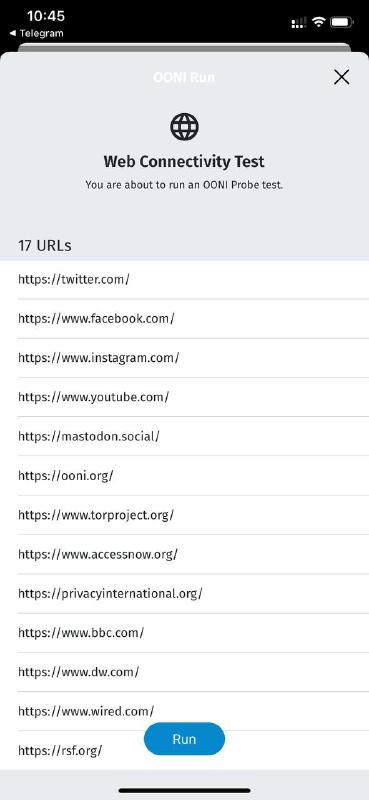 10:45
◀ Telegram
OONI Run
Web Connectivity Test
You are about to run an OONI Probe test.
17 URLs
https://twitter.com/
https://www.facebook.com/
https://www.instagram.com/
https://www.youtube.com/
https://mastodon.social/
https://ooni.org/
https://www.torproject.org/
https://www.accessnow.org/
https://privacyinternational.org/
https://www.bbc.com/
https://www.dw.com/
https://www.wired.com/
Run
https://rsf.org/